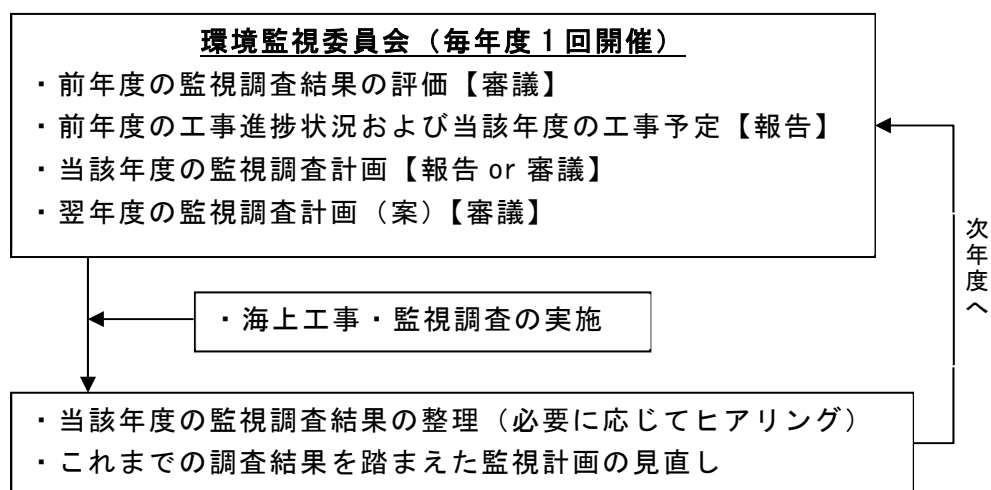 環境監視委員会（毎年度1回開催）
・前年度の監視調査結果の評価【審議】
・前年度の工事進捗状況および当該年度の工事予定【報告】
・当該年度の監視調査計画【報告 or 審議】
・翌年度の監視調査計画（案）【審議】
次年度へ
・海上工事・監視調査の実施
・当該年度の監視調査結果の整理（必要に応じてヒアリング）
・これまでの調査結果を踏まえた監視計画の見直し